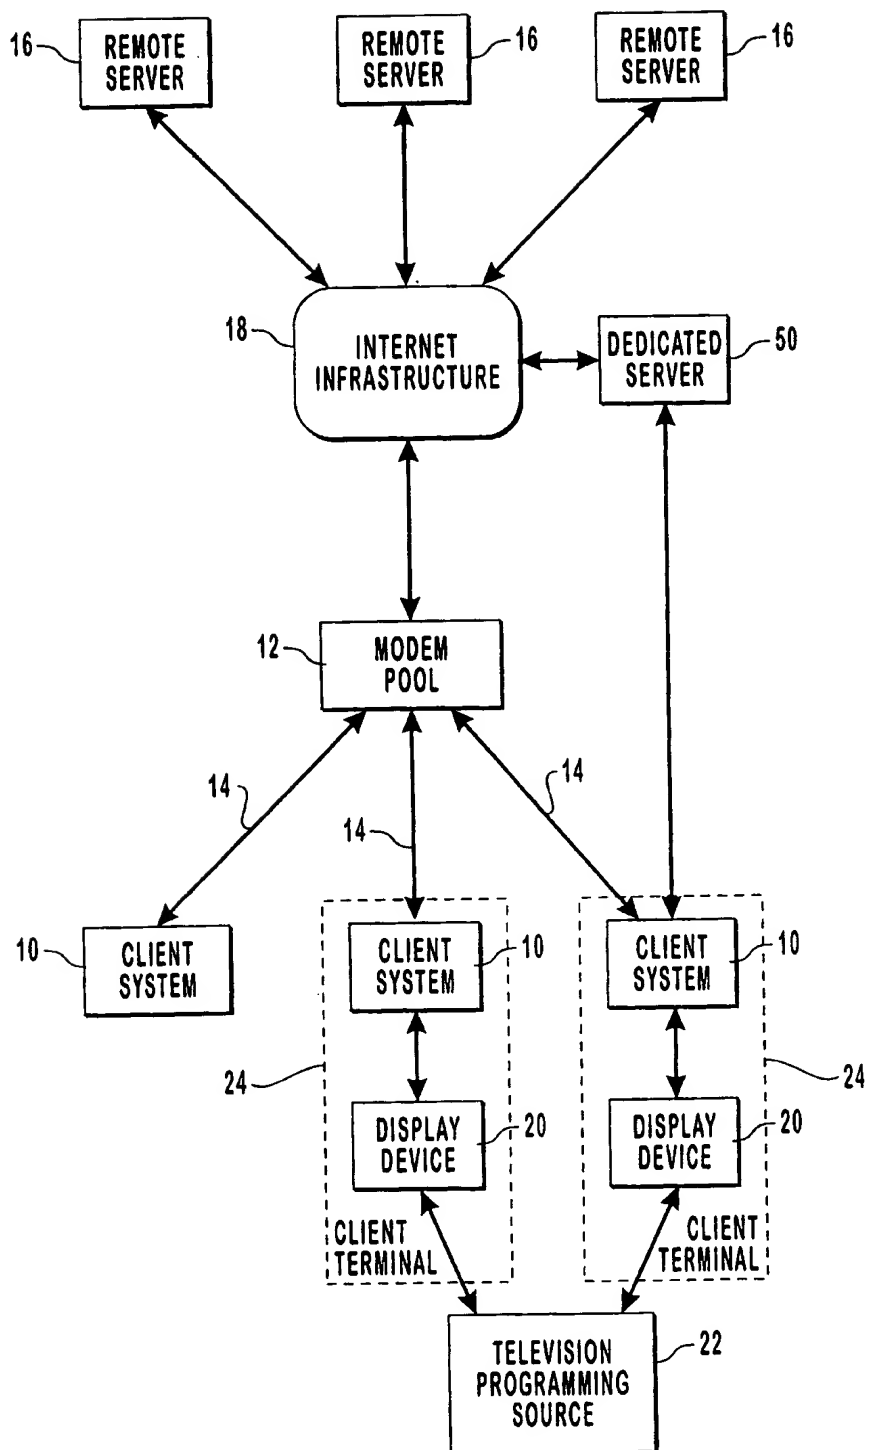 16 REMOTE SERVER
REMOTE SERVER 16
REMOTE SERVER 16
18 INTERNET INFRASTRUCTURE
DEDICATED SERVER 50
12 MODEM POOL
14
14
14
10 CLIENT SYSTEM
CLIENT SYSTEM 10
CLIENT SYSTEM 10
24
24
DISPLAY DEVICE 20
DISPLAY DEVICE 20
CLIENT TERMINAL
CLIENT TERMINAL
TELEVISION PROGRAMMING SOURCE 22